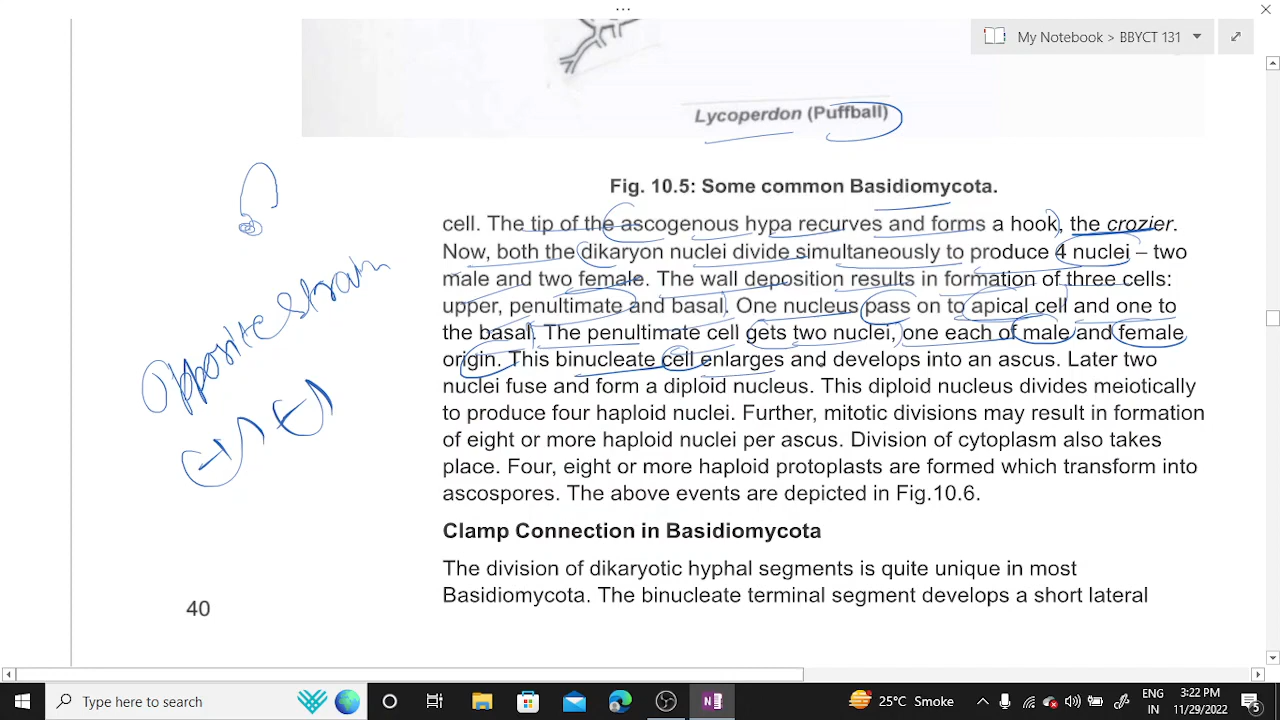 My Notebook > BBYCT 131
Lycoperdon (Puffball)
Fig. 10.5: Some common Basidiomycota.
cell. The tip of the ascogenous hypa recurves and forms a hook, the crozier.
Now, both the dikaryon nuclei divide simultaneously to produce 4 nuclei – two
male and two female. The wall deposition results in formation of three cells:
upper, penultimate and basal. One nucleus pass on to apical cell and one to
the basal. The penultimate cell gets two nuclei, one each of male and female
origin. This binucleate cell enlarges and develops into an ascus. Later two
nuclei fuse and form a diploid nucleus. This diploid nucleus divides meiotically
to produce four haploid nuclei. Further, mitotic divisions may result in formation
of eight or more haploid nuclei per ascus. Division of cytoplasm also takes
place. Four, eight or more haploid protoplasts are formed which transform into
ascospores. The above events are depicted in Fig.10.6.
Opposite strain
+ -
Clamp Connection in Basidiomycota
The division of dikaryotic hyphal segments is quite unique in most
Basidiomycota. The binucleate terminal segment develops a short lateral
40
Type here to search
25°C Smoke
ENG
IN
3:22 PM
11/29/2022
5